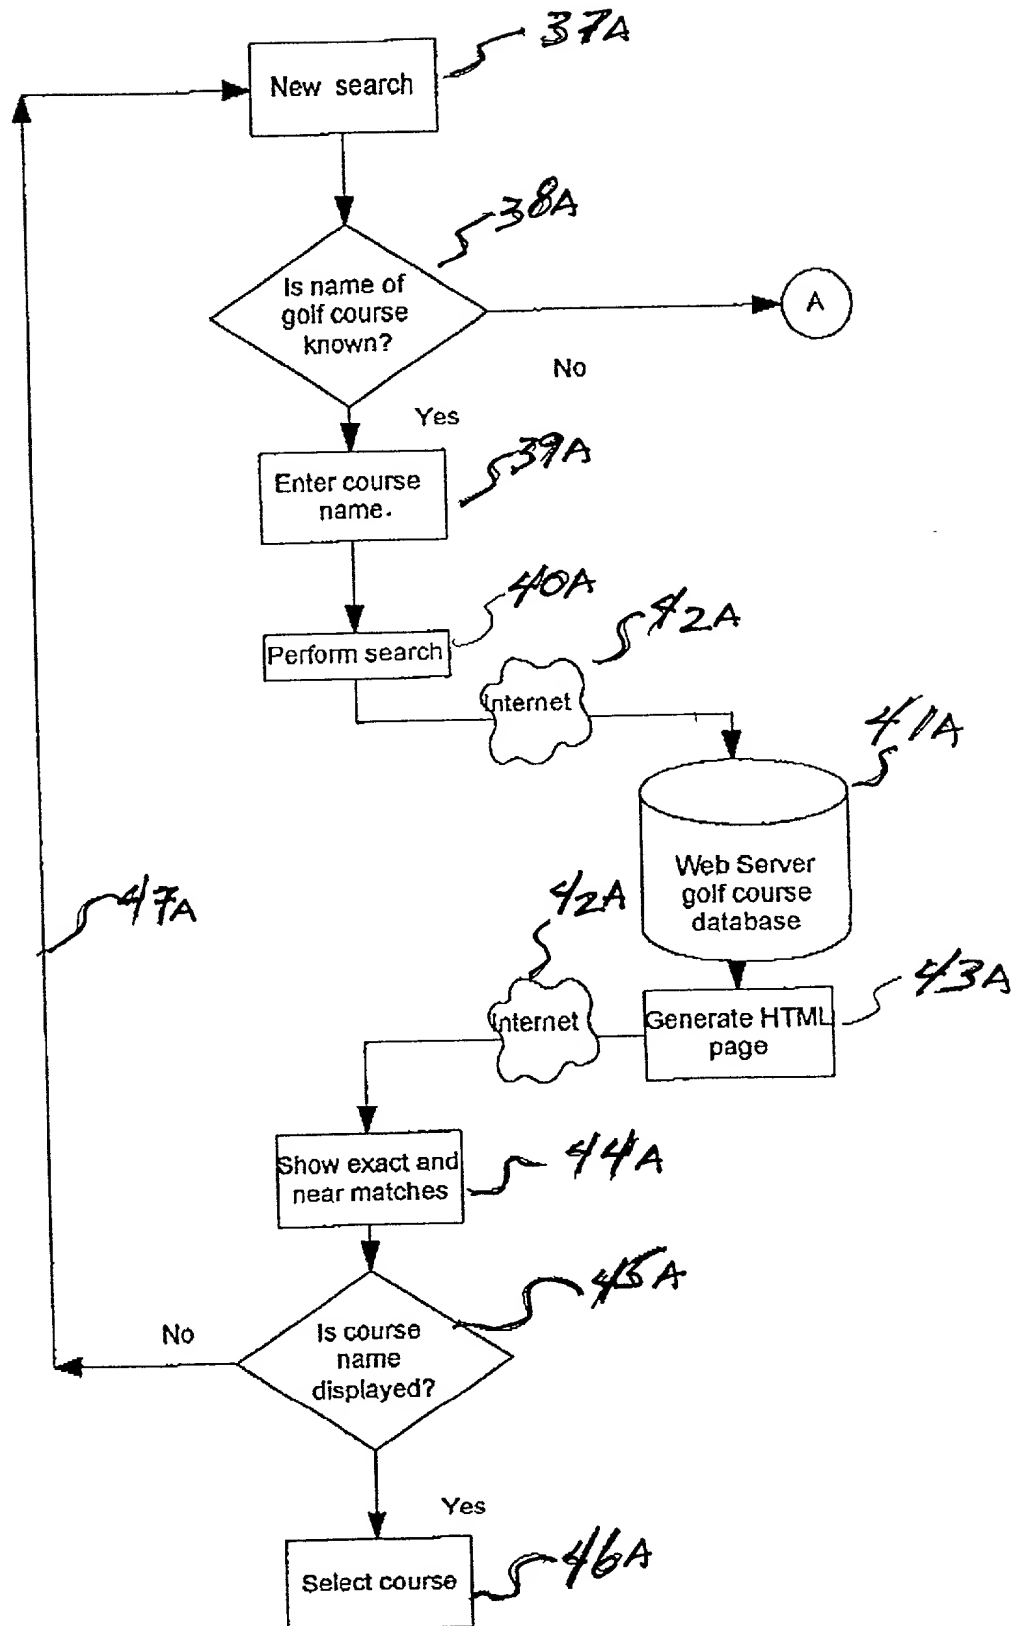 37A
New search
38A
Is name of
golf course
known?
A
No
Yes
39A
Enter course
name.
40A
42A
Perform search
Internet
41A
Web Server
golf course
database
47A
42A
43A
Internet
Generate HTML
page
44A
Show exact and
near matches
45A
No
Is course
name
displayed?
Yes
46A
Select course